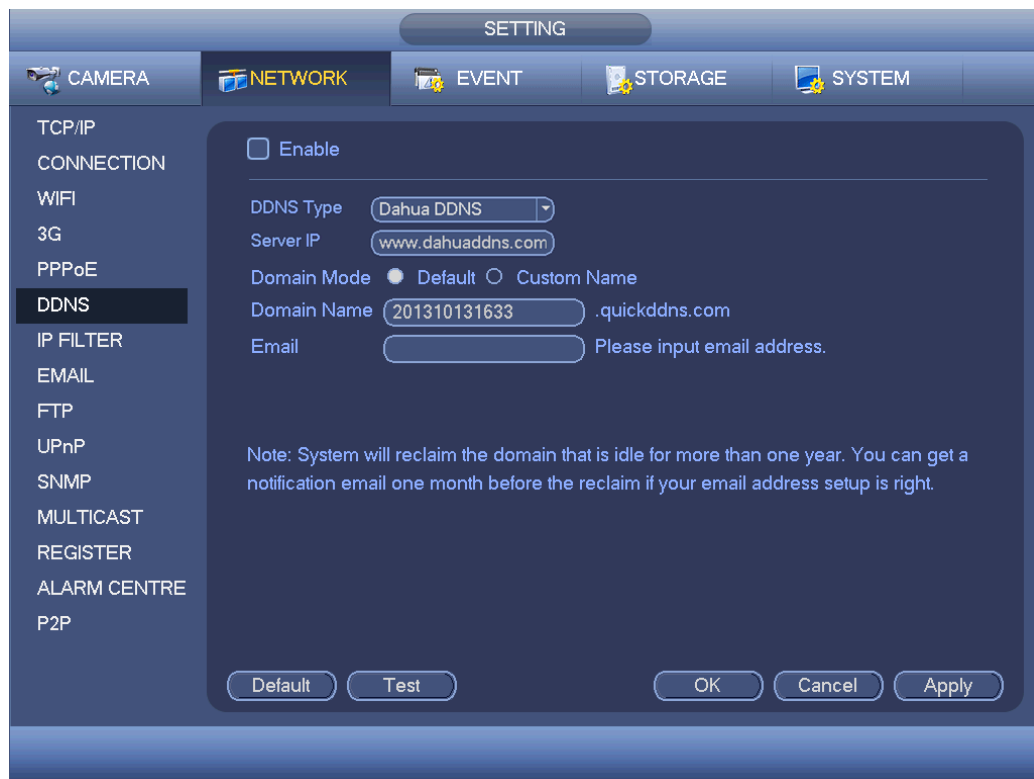 SETTING
CAMERA NETWORK EVENT STORAGE SYSTEM
TCP/IP
CONNECTION
WIFI
3G
PPPoE
DDNS
IP FILTER
EMAIL
FTP
UPnP
SNMP
MULTICAST
REGISTER
ALARM CENTRE
P2P
Enable
DDNS Type Dahua DDNS
Server IP www.dahuaddns.com
Domain Mode Default Custom Name
Domain Name 201310131633 .quickddns.com
Email Please input email address.
Note: System will reclaim the domain that is idle for more than one year. You can get a
notification email one month before the reclaim if your email address setup is right.
Default Test OK Cancel Apply